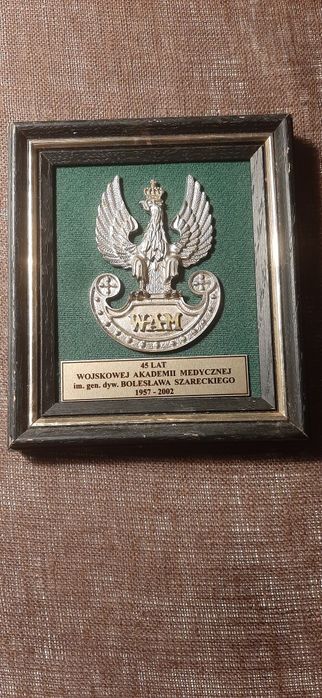 WAM
45 LAT
WOJSKOWEJ AKADEMII MEDYCZNEJ
im. gen. dyw. BOLESŁAWA SZARECKIEGO
1957 - 2002